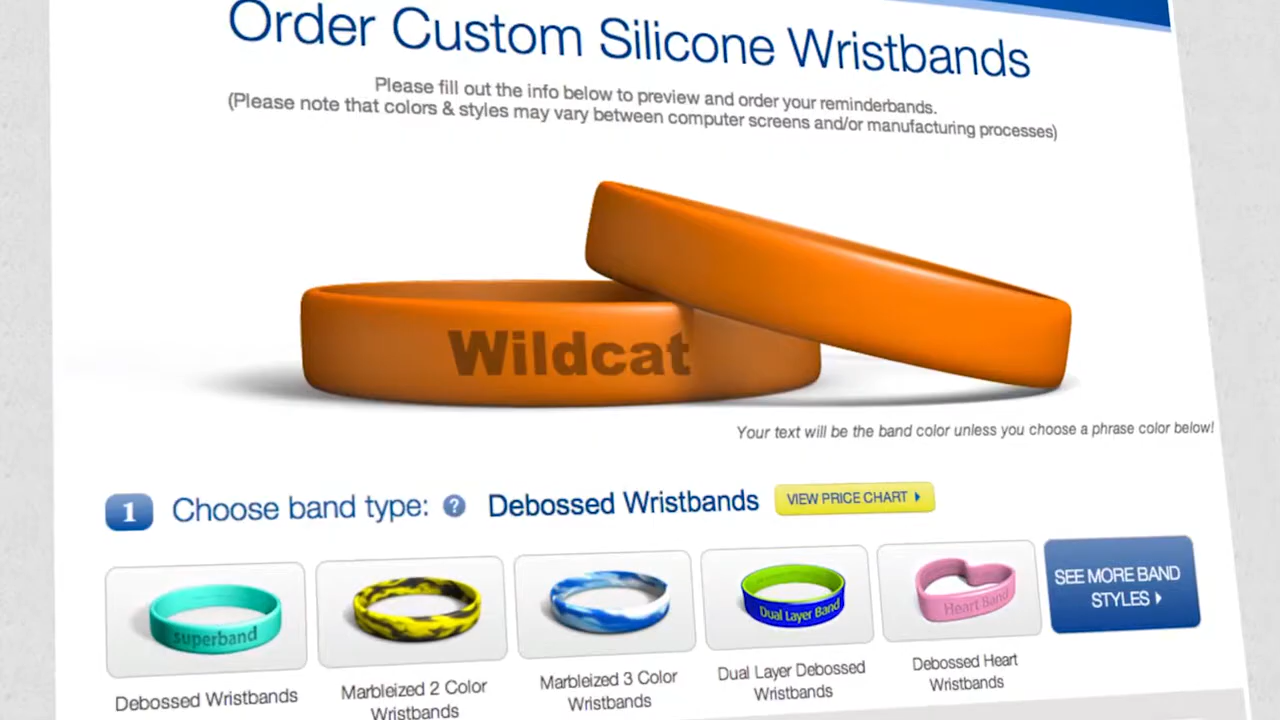 Order Custom Silicone Wristbands
Please fill out the info below to preview and order your reminderbands.
(Please note that colors & styles may vary between computer screens and/or manufacturing processes)
Wildcat
Your text will be the band color unless you choose a phrase color below!
1 Choose band type: ? Debossed Wristbands VIEW PRICE CHART
superband
Dual Layer Band
Heart Band
SEE MORE BAND
STYLES
Debossed Wristbands
Marbleized 2 Color
Wristbands
Marbleized 3 Color
Wristbands
Dual Layer Debossed
Wristbands
Debossed Heart
Wristbands